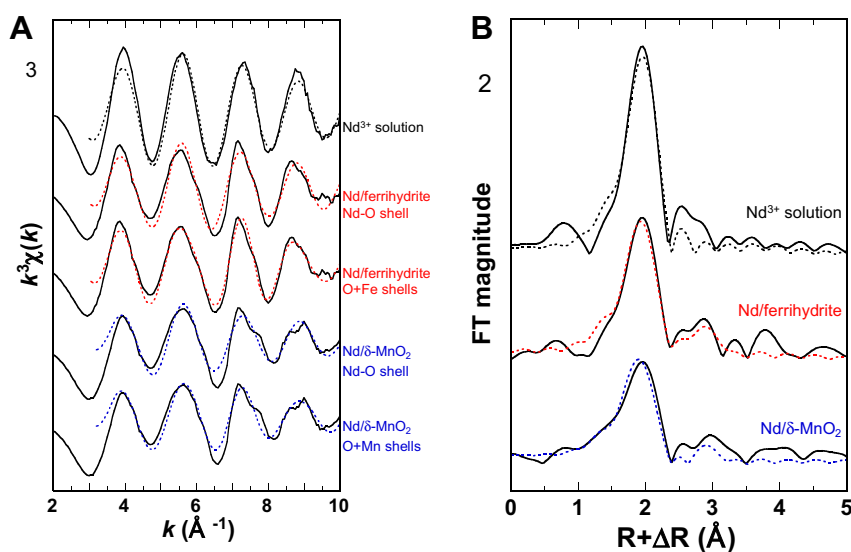 A
3
Nd³⁺ solution
Nd/ferrihydrite
Nd-O shell
Nd/ferrihydrite
O+Fe shells
Nd/δ-MnO₂
Nd-O shell
Nd/δ-MnO₂
O+Mn shells
k³χ(k)
2 4 6 8 10
k (Å ⁻¹)
B
2
Nd³⁺ solution
Nd/ferrihydrite
Nd/δ-MnO₂
FT magnitude
0 1 2 3 4 5
R+ΔR (Å)